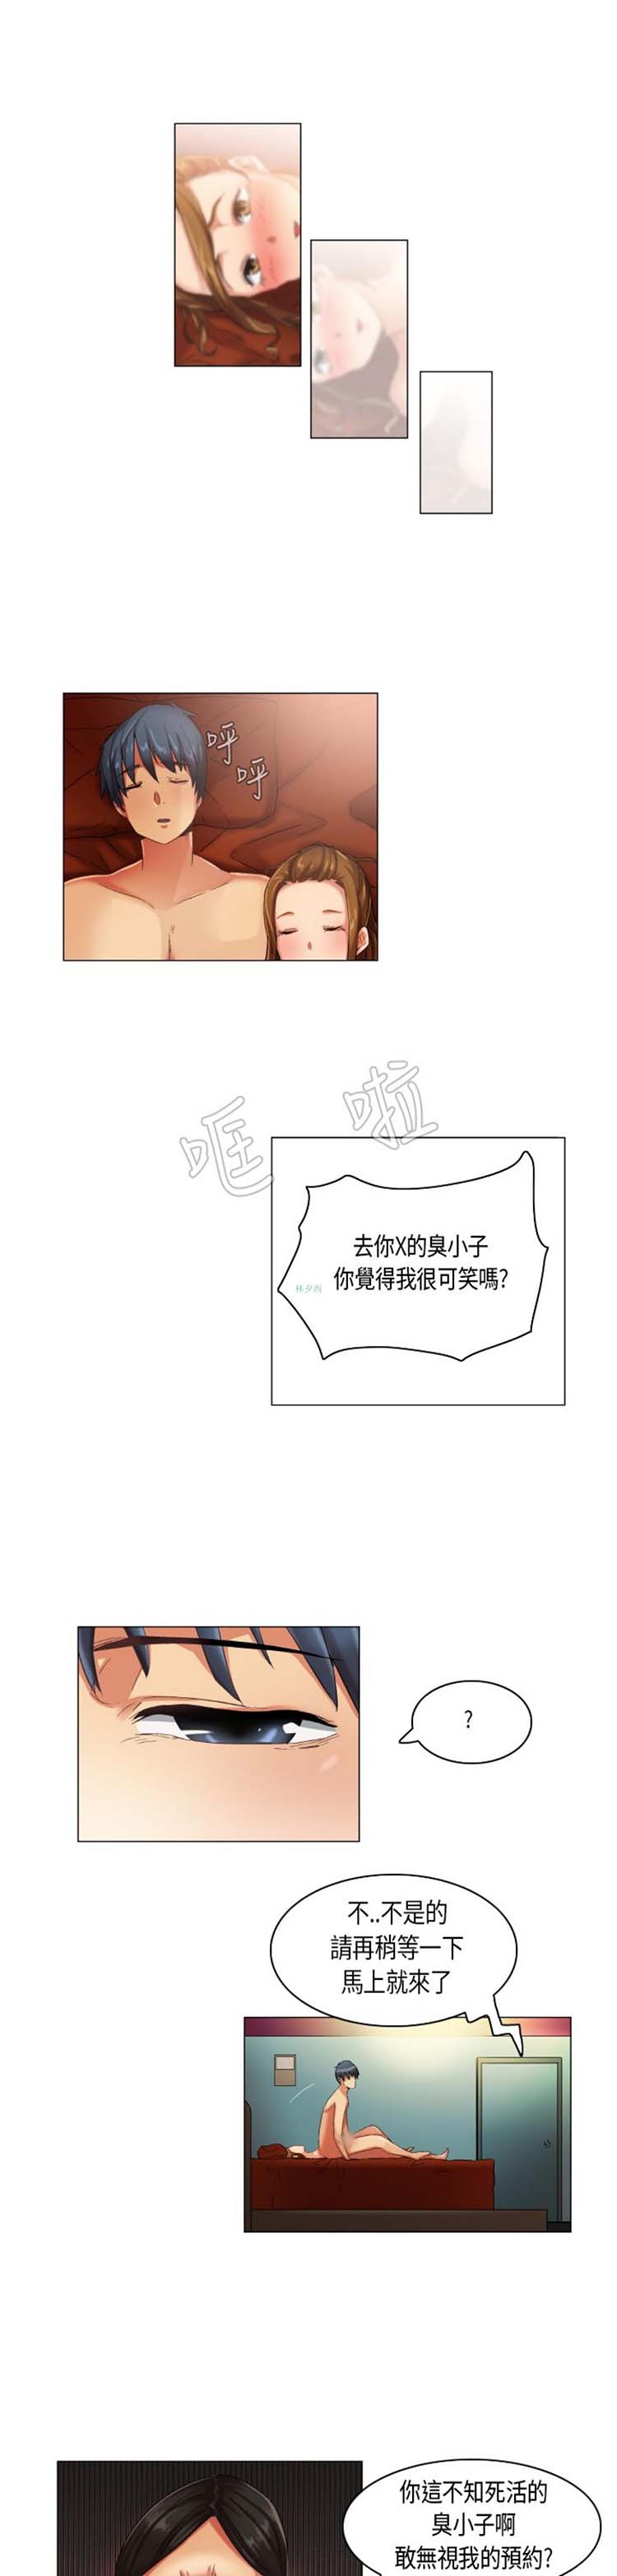 呼
呼
哐 啦
去你X的臭小子
你覺得我很可笑嗎?
林夕西
?
不..不是的
請再稍等一下
馬上就來了
你這不知死活的
臭小子啊
敢無視我的預約?